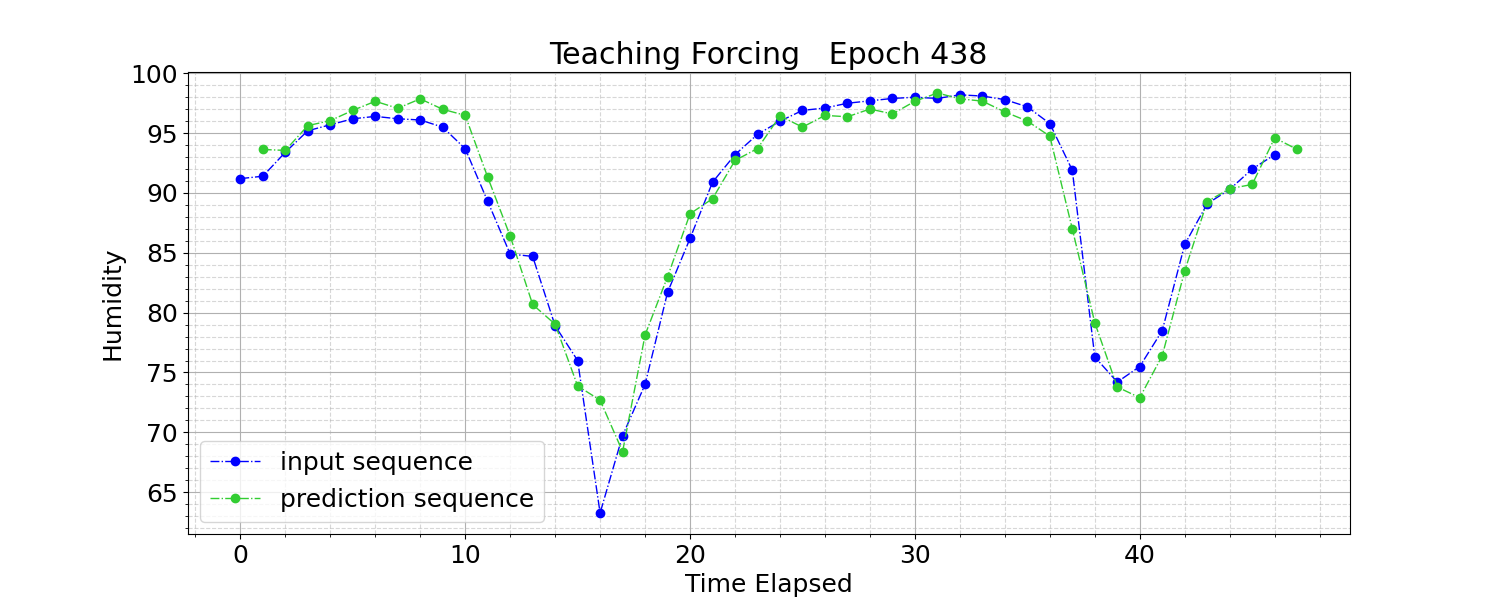 Teaching Forcing   Epoch 438
100
95
90
85
80
75
70
65
Humidity
input sequence
prediction sequence
0 10 20 30 40
Time Elapsed